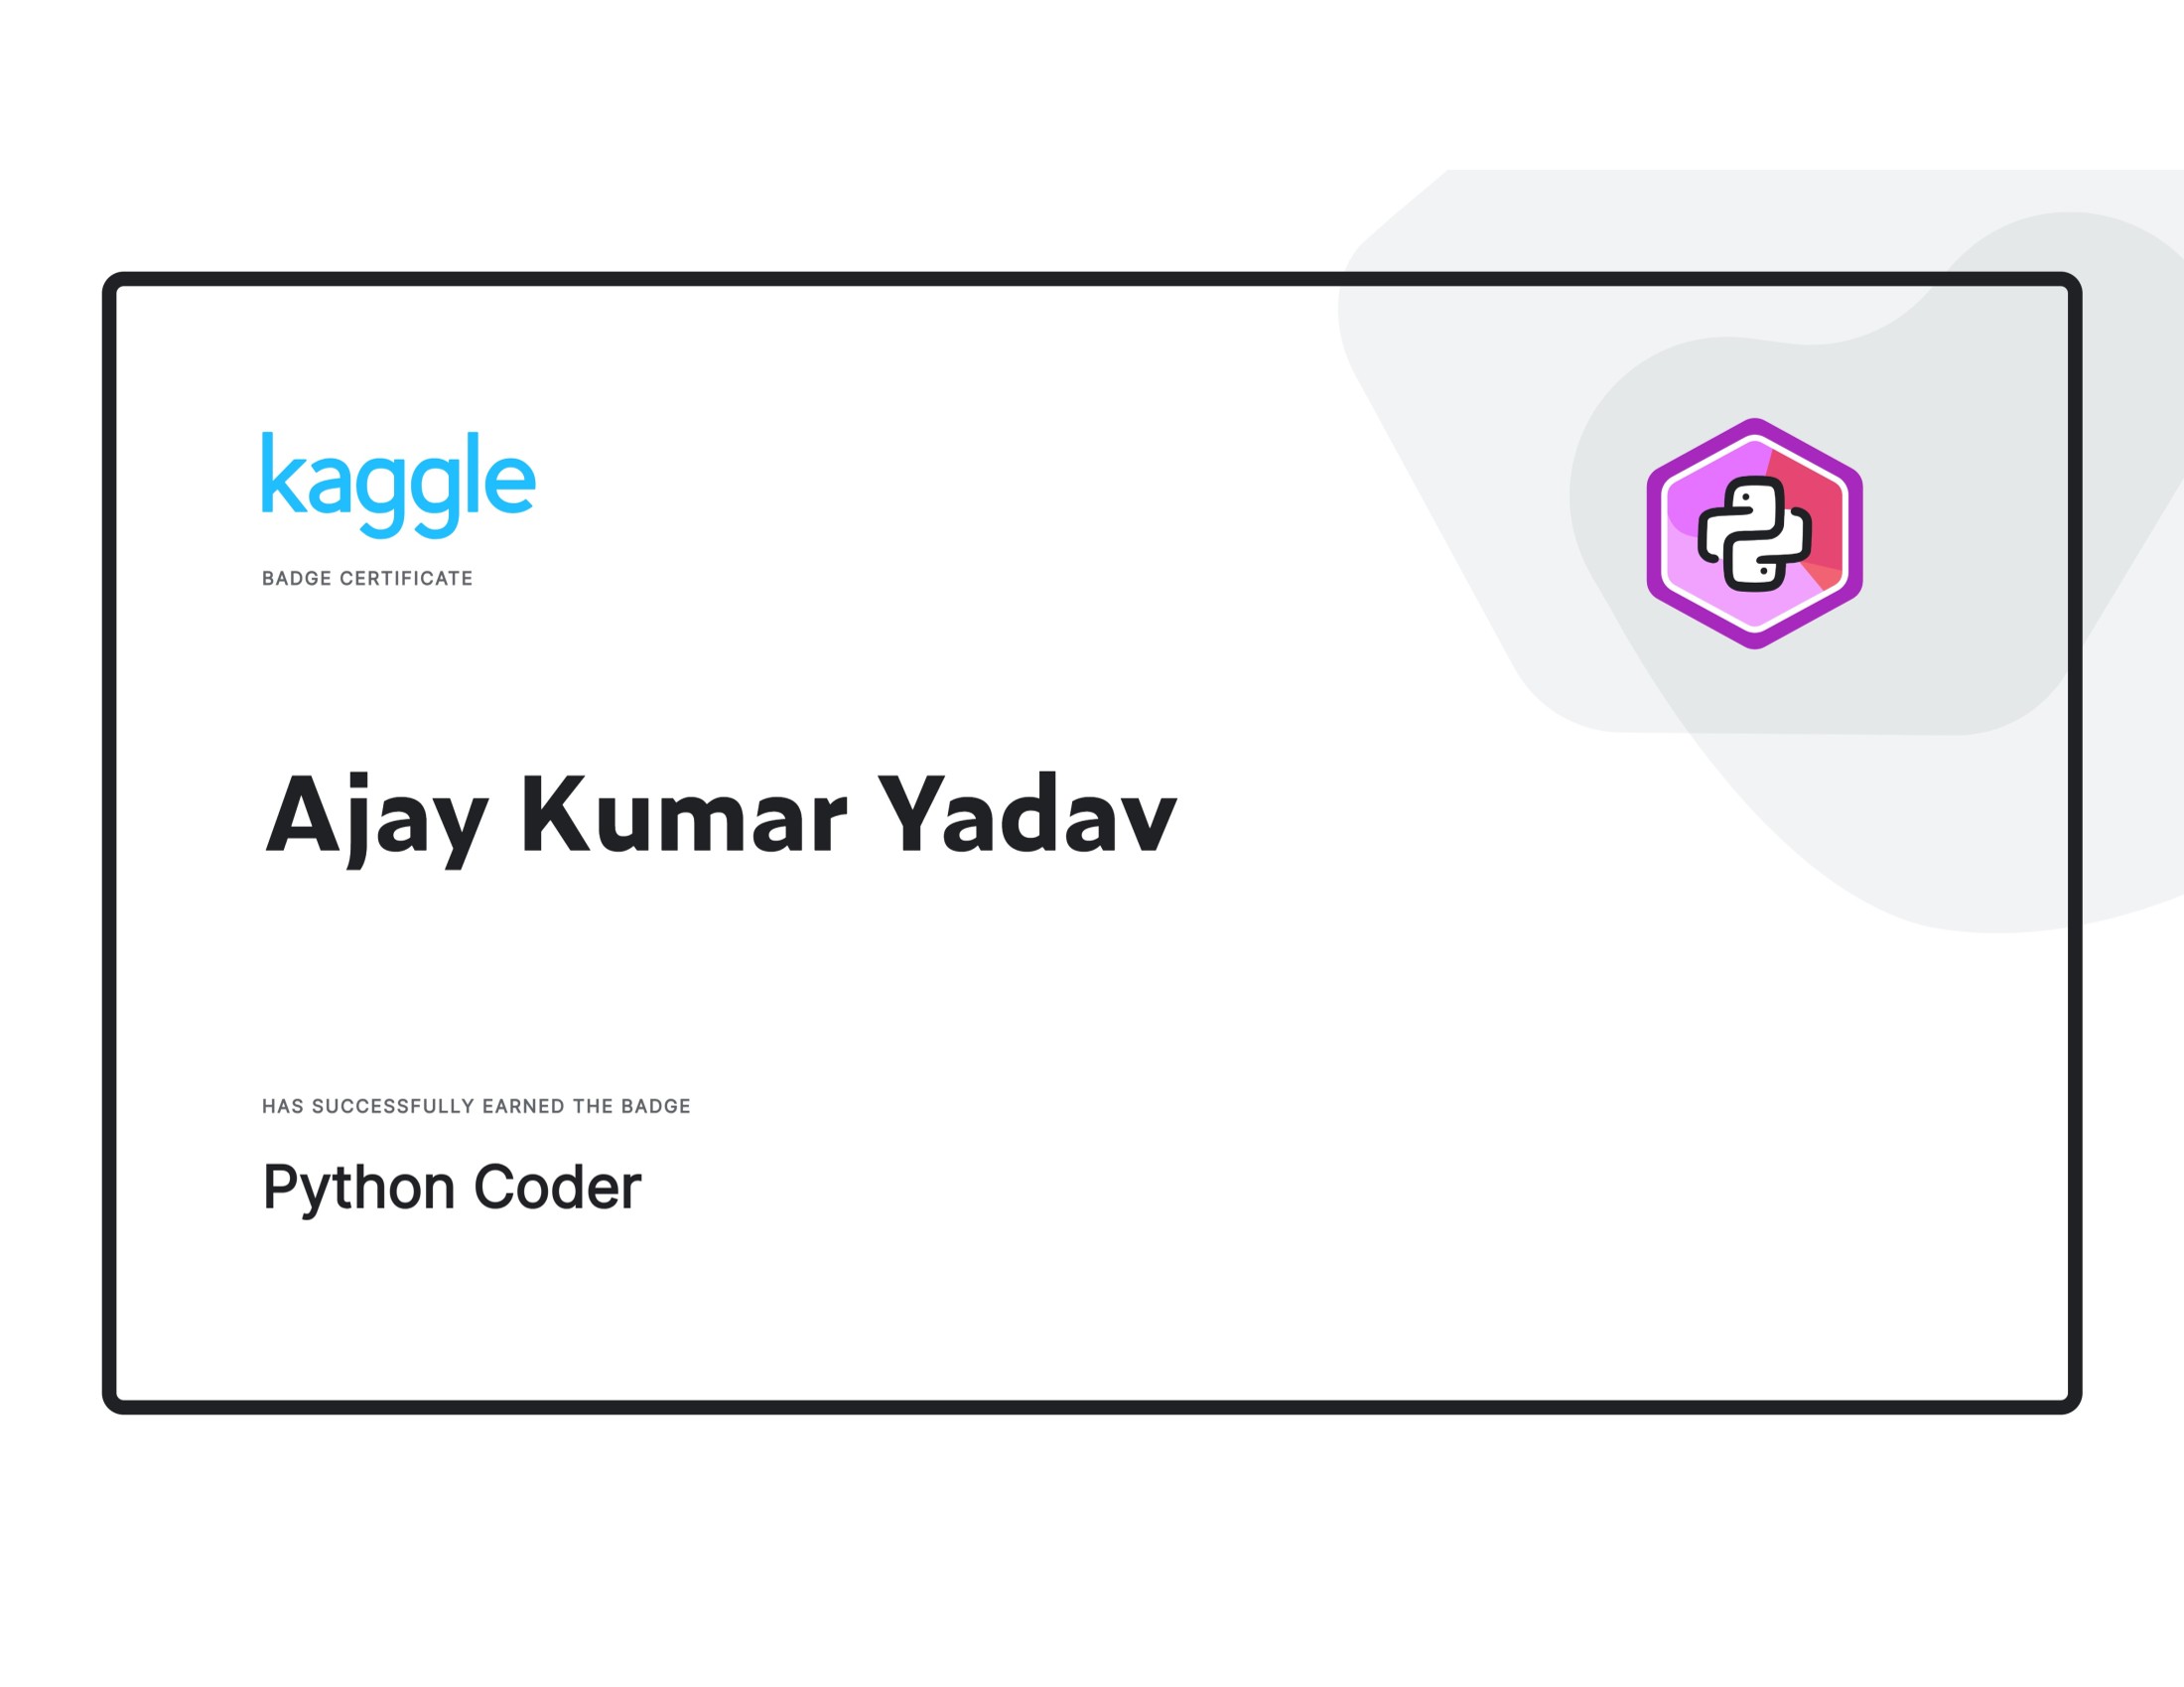 kaggle
BADGE CERTIFICATE
Ajay Kumar Yadav
HAS SUCCESSFULLY EARNED THE BADGE
Python Coder